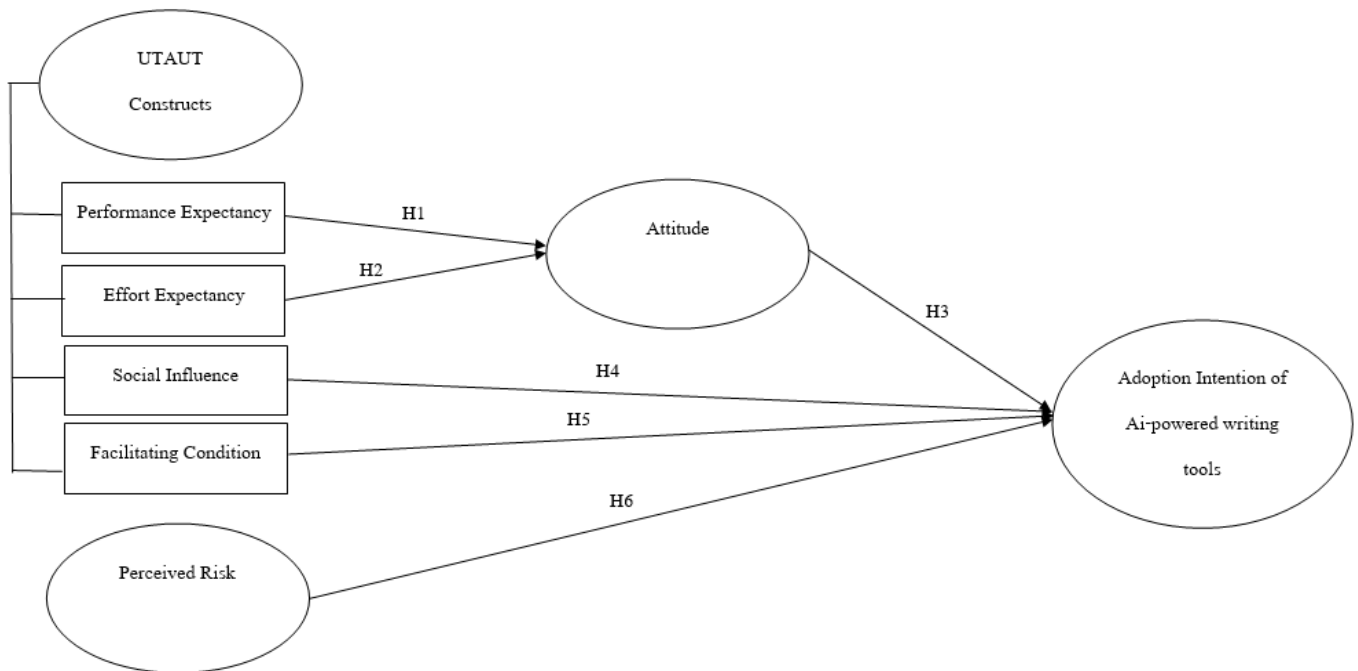 UTAUT
Constructs
Performance Expectancy
H1
Attitude
Effort Expectancy
H2
H3
Social Influence
H4
Adoption Intention of
Ai-powered writing
tools
Facilitating Condition
H5
H6
Perceived Risk